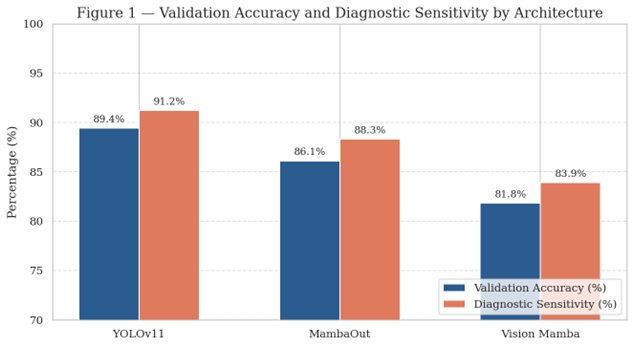 Figure 1 — Validation Accuracy and Diagnostic Sensitivity by Architecture
Percentage (%)
100
95
90
85
80
75
70
89.4%
91.2%
86.1%
88.3%
81.8%
83.9%
Validation Accuracy (%)
Diagnostic Sensitivity (%)
YOLOv11
MambaOut
Vision Mamba